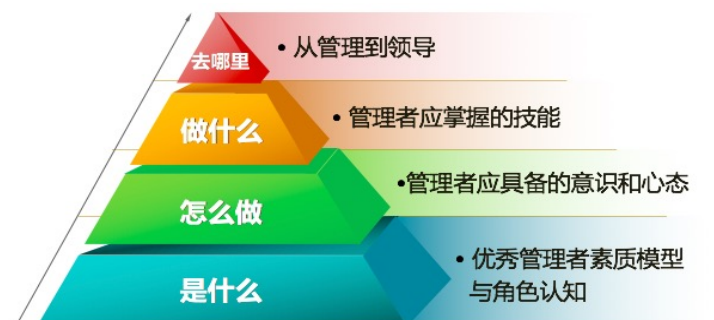 去哪里
• 从管理到领导
做什么
• 管理者应掌握的技能
怎么做
•管理者应具备的意识和心态
是什么
• 优秀管理者素质模型
与角色认知